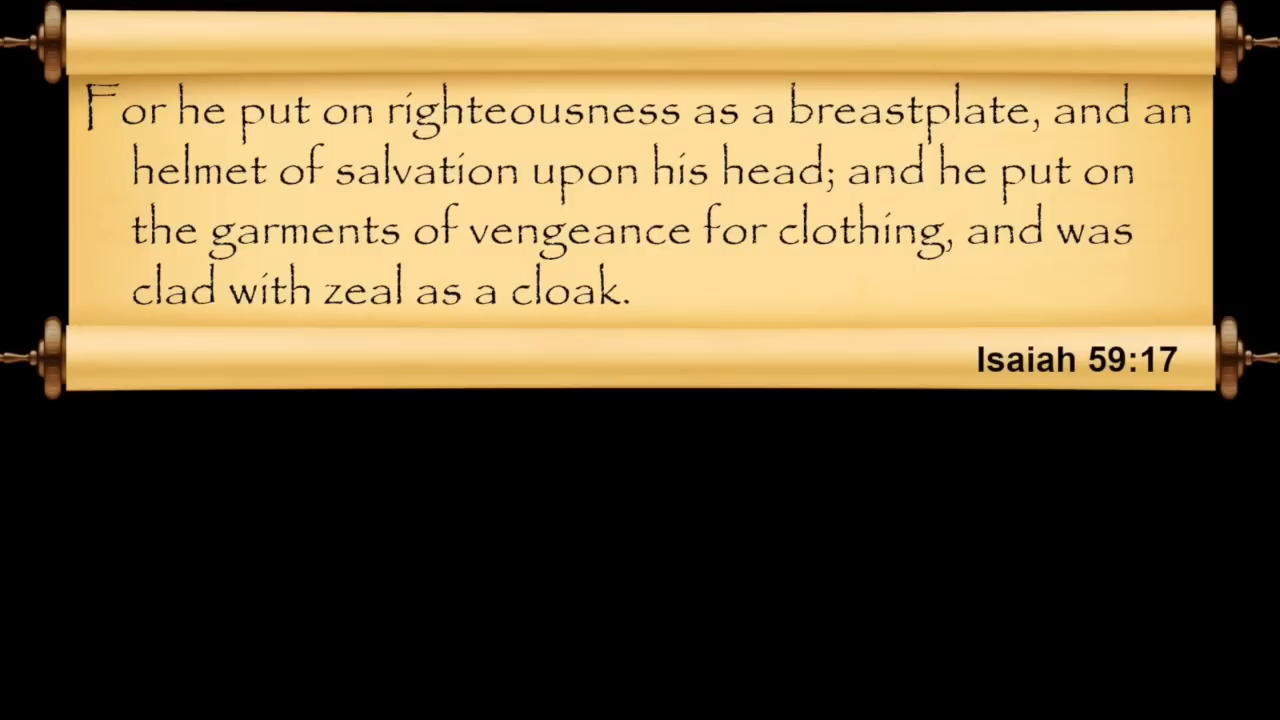 For he put on righteousness as a breastplate, and an
helmet of salvation upon his head; and he put on
the garments of vengeance for clothing, and was
clad with zeal as a cloak.
Isaiah 59:17